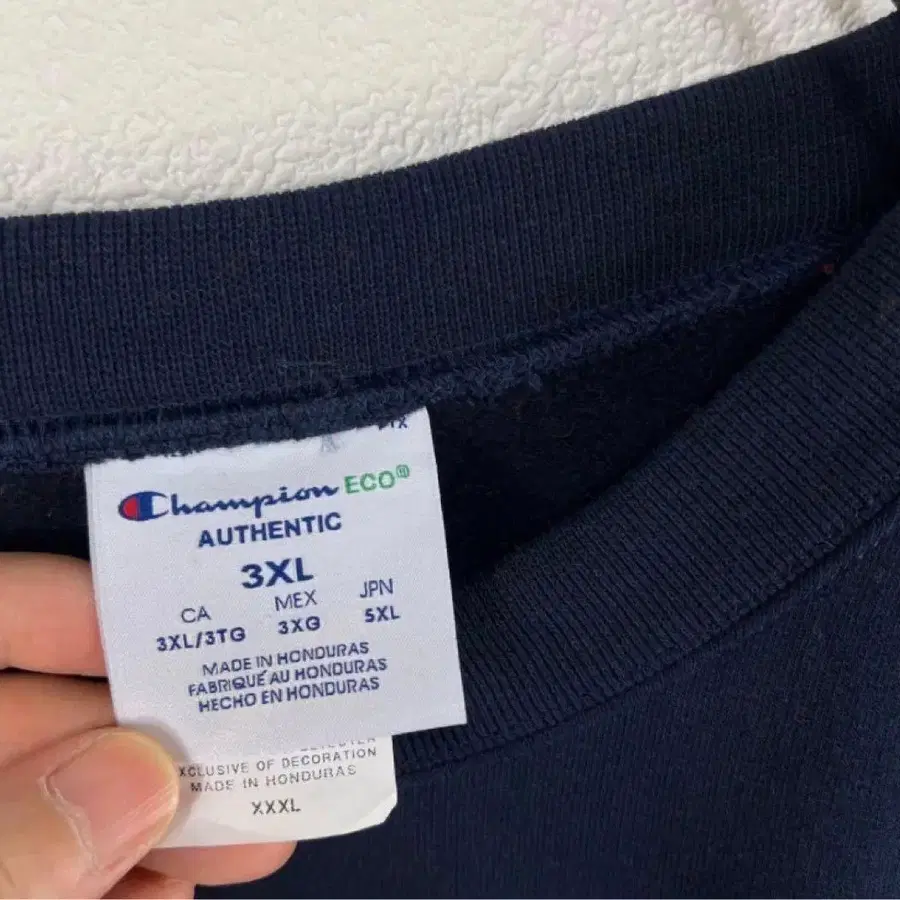 Champion ECO®
AUTHENTIC
3XL
CA MEX JPN
3XL/3TG 3XG 5XL
MADE IN HONDURAS
FABRIQUÉ AU HONDURAS
HECHO EN HONDURAS
OF DECORATION
MADE IN HONDURAS
XXXL